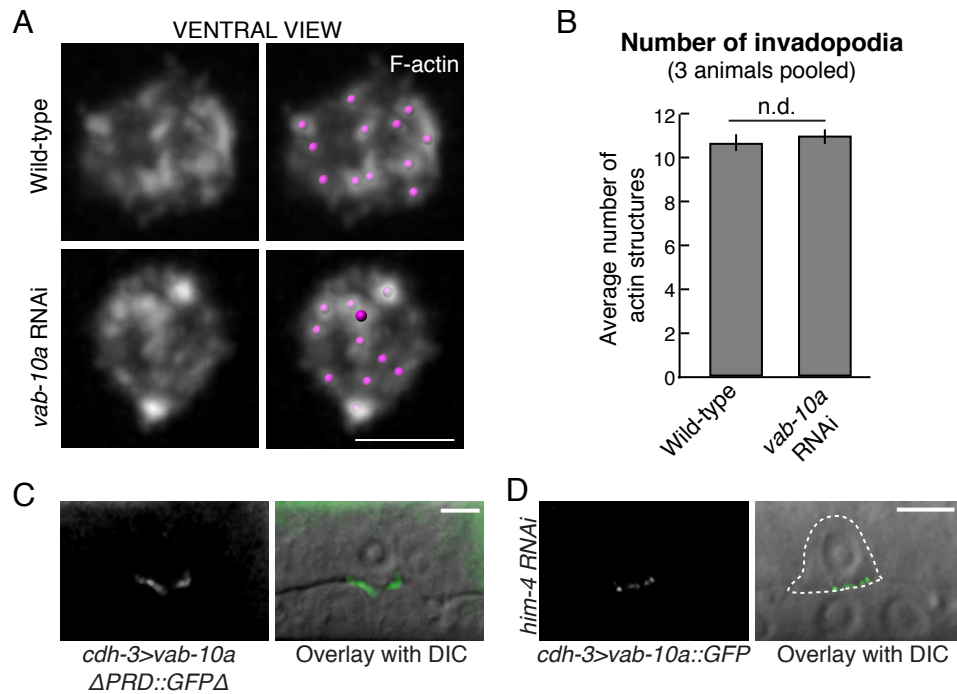 A
VENTRAL VIEW
F-actin
Wild-type
vab-10a RNAi
B
Number of invadopodia
(3 animals pooled)
n.d.
12
10
8
6
4
2
0
Average number of
actin structures
Wild-type
vab-10a
RNAi
C
cdh-3>vab-10a
ΔPRD::GFPΔ
Overlay with DIC
D
him-4 RNAi
cdh-3>vab-10a::GFP
Overlay with DIC